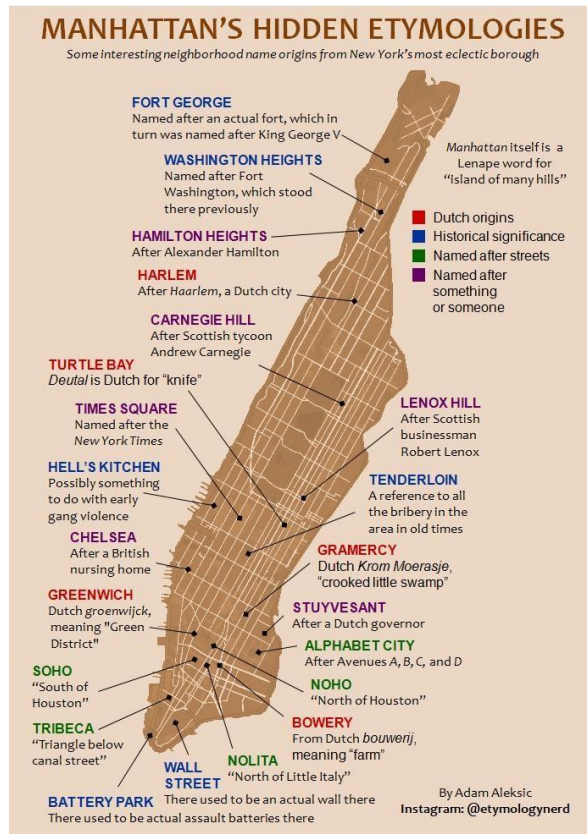 MANHATTAN'S HIDDEN ETYMOLOGIES
Some interesting neighborhood name origins from New York's most eclectic borough
FORT GEORGE
Named after an actual fort, which in
turn was named after King George V
Manhattan itself is a
Lenape word for
"island of many hills"
WASHINGTON HEIGHTS
Named after Fort
Washington, which stood
there previously
Dutch origins
Historical significance
Named after streets
Named after
something
or someone
HAMILTON HEIGHTS
After Alexander Hamilton
HARLEM
After Haarlem, a Dutch city
CARNEGIE HILL
After Scottish tycoon
Andrew Carnegie
TURTLE BAY
Deutal is Dutch for "knife"
TIMES SQUARE
Named after the
New York Times
LENOX HILL
After Scottish
businessman
Robert Lenox
HELL'S KITCHEN
Possibly something
to do with early
gang violence
TENDERLOIN
A reference to all
the bribery in the
area in old times
CHELSEA
After a British
nursing home
GRAMERCY
Dutch Krom Moerasje,
"crooked little swamp"
GREENWICH
Dutch groenwijck,
meaning "Green
District"
STUYVESANT
After a Dutch governor
ALPHABET CITY
After Avenues A, B, C, and D
SOHO
"South of
Houston"
NOHO
"North of Houston"
TRIBECA
"Triangle below
canal street"
BOWERY
From Dutch bouwerij,
meaning "farm"
NOLITA
"North of Little Italy"
WALL
STREET
There used to be an actual wall there
BATTERY PARK
There used to be actual assault batteries there
By Adam Aleksic
Instagram: @etymologynerd